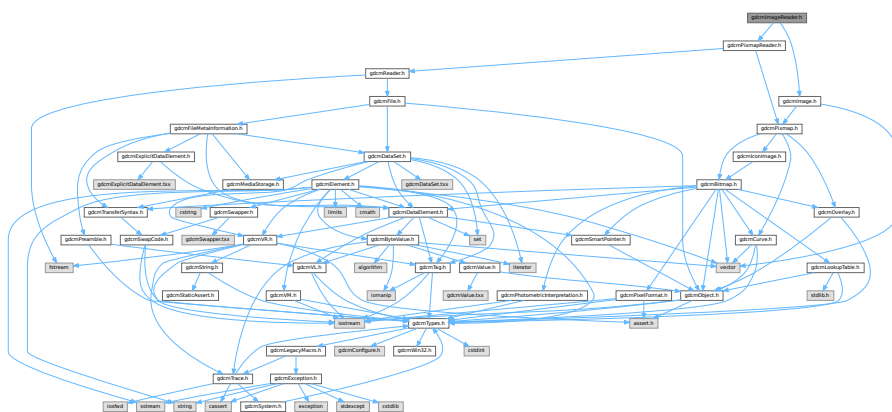 gdcmImageReader.h
gdcmPixmapReader.h
gdcmReader.h
gdcmFile.h
gdcmImage.h
gdcmFileMetaInformation.h
gdcmPixmap.h
gdcmExplicitDataElement.h
gdcmDataSet.h
gdcmIconImage.h
gdcmExplicitDataElement.txx
gdcmMediaStorage.h
gdcmElement.h
gdcmDataSet.txx
gdcmBitmap.h
gdcmTransferSyntax.h
cstring
gdcmSwapper.h
limits
cmath
gdcmDataElement.h
gdcmOverlay.h
gdcmPreamble.h
gdcmSwapCode.h
gdcmSwapper.txx
gdcmVR.h
gdcmByteValue.h
set
gdcmSmartPointer.h
gdcmCurve.h
fstream
gdcmString.h
gdcmVL.h
algorithm
gdcmTag.h
gdcmValue.h
iterator
vector
gdcmLookupTable.h
gdcmStaticAssert.h
gdcmVM.h
iomanip
gdcmValue.txx
gdcmPhotometricInterpretation.h
gdcmPixelFormat.h
gdcmObject.h
stdlib.h
iostream
gdcmTypes.h
assert.h
gdcmLegacyMacro.h
gdcmConfigure.h
gdcmWin32.h
cstdint
gdcmTrace.h
gdcmException.h
iosfwd
sstream
string
cassert
gdcmSystem.h
exception
stdexcept
cstdlib